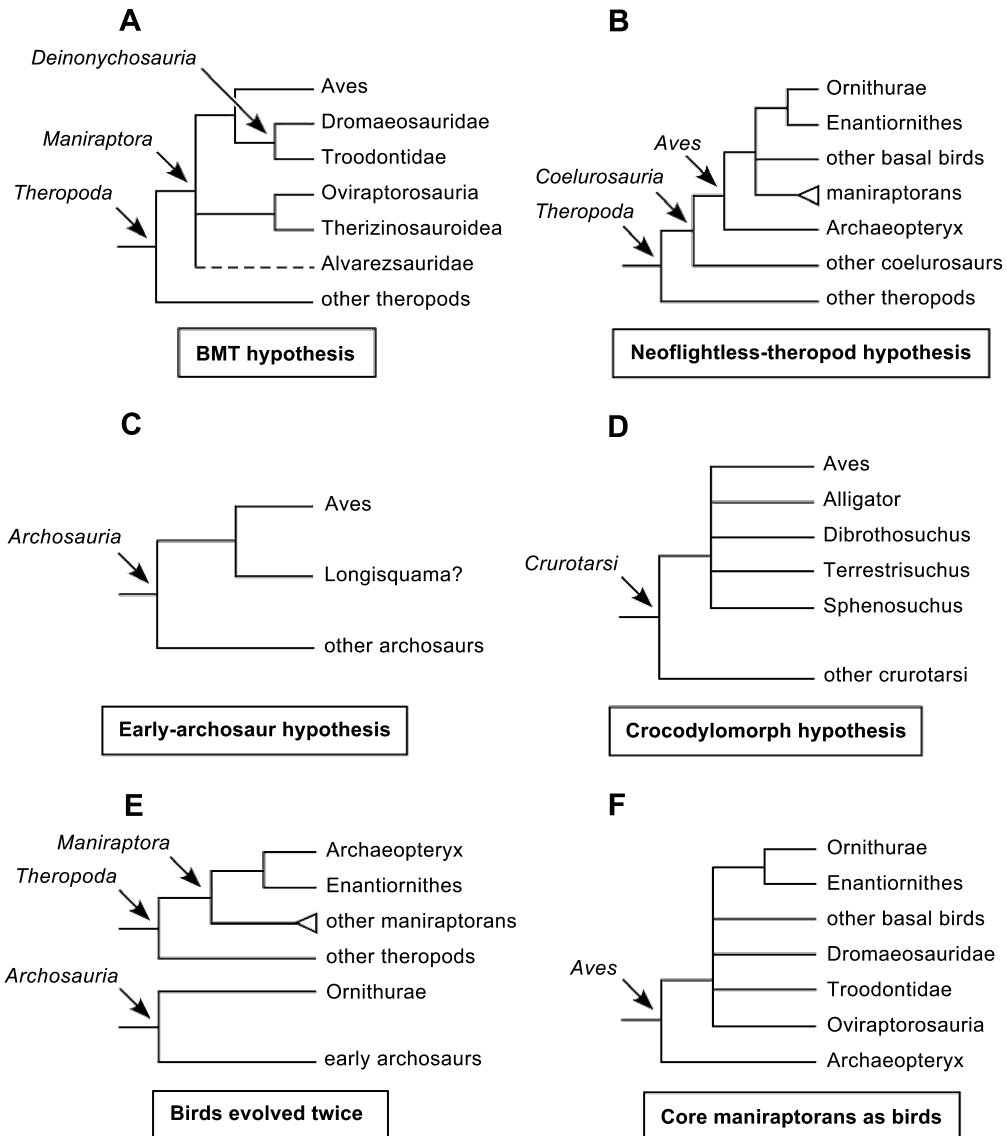 A
Deinonychosauria
Aves
Dromaeosauridae
Maniraptora
Troodontidae
Theropoda
Oviraptorosauria
Therizinosauroidea
Alvarezsauridae
other theropods
BMT hypothesis
B
Ornithurae
Enantiornithes
Aves
other basal birds
Coelurosauria
maniraptorans
Theropoda
Archaeopteryx
other coelurosaurs
other theropods
Neoflightless-theropod hypothesis
C
Aves
Archosauria
Longisquama?
other archosaurs
Early-archosaur hypothesis
D
Aves
Alligator
Dibrothosuchus
Crurotarsi
Terrestrisuchus
Sphenosuchus
other crurotarsi
Crocodylomorph hypothesis
E
Maniraptora
Archaeopteryx
Theropoda
Enantiornithes
other maniraptorans
other theropods
Archosauria
Ornithurae
early archosaurs
Birds evolved twice
F
Ornithurae
Enantiornithes
other basal birds
Dromaeosauridae
Aves
Troodontidae
Oviraptorosauria
Archaeopteryx
Core maniraptorans as birds